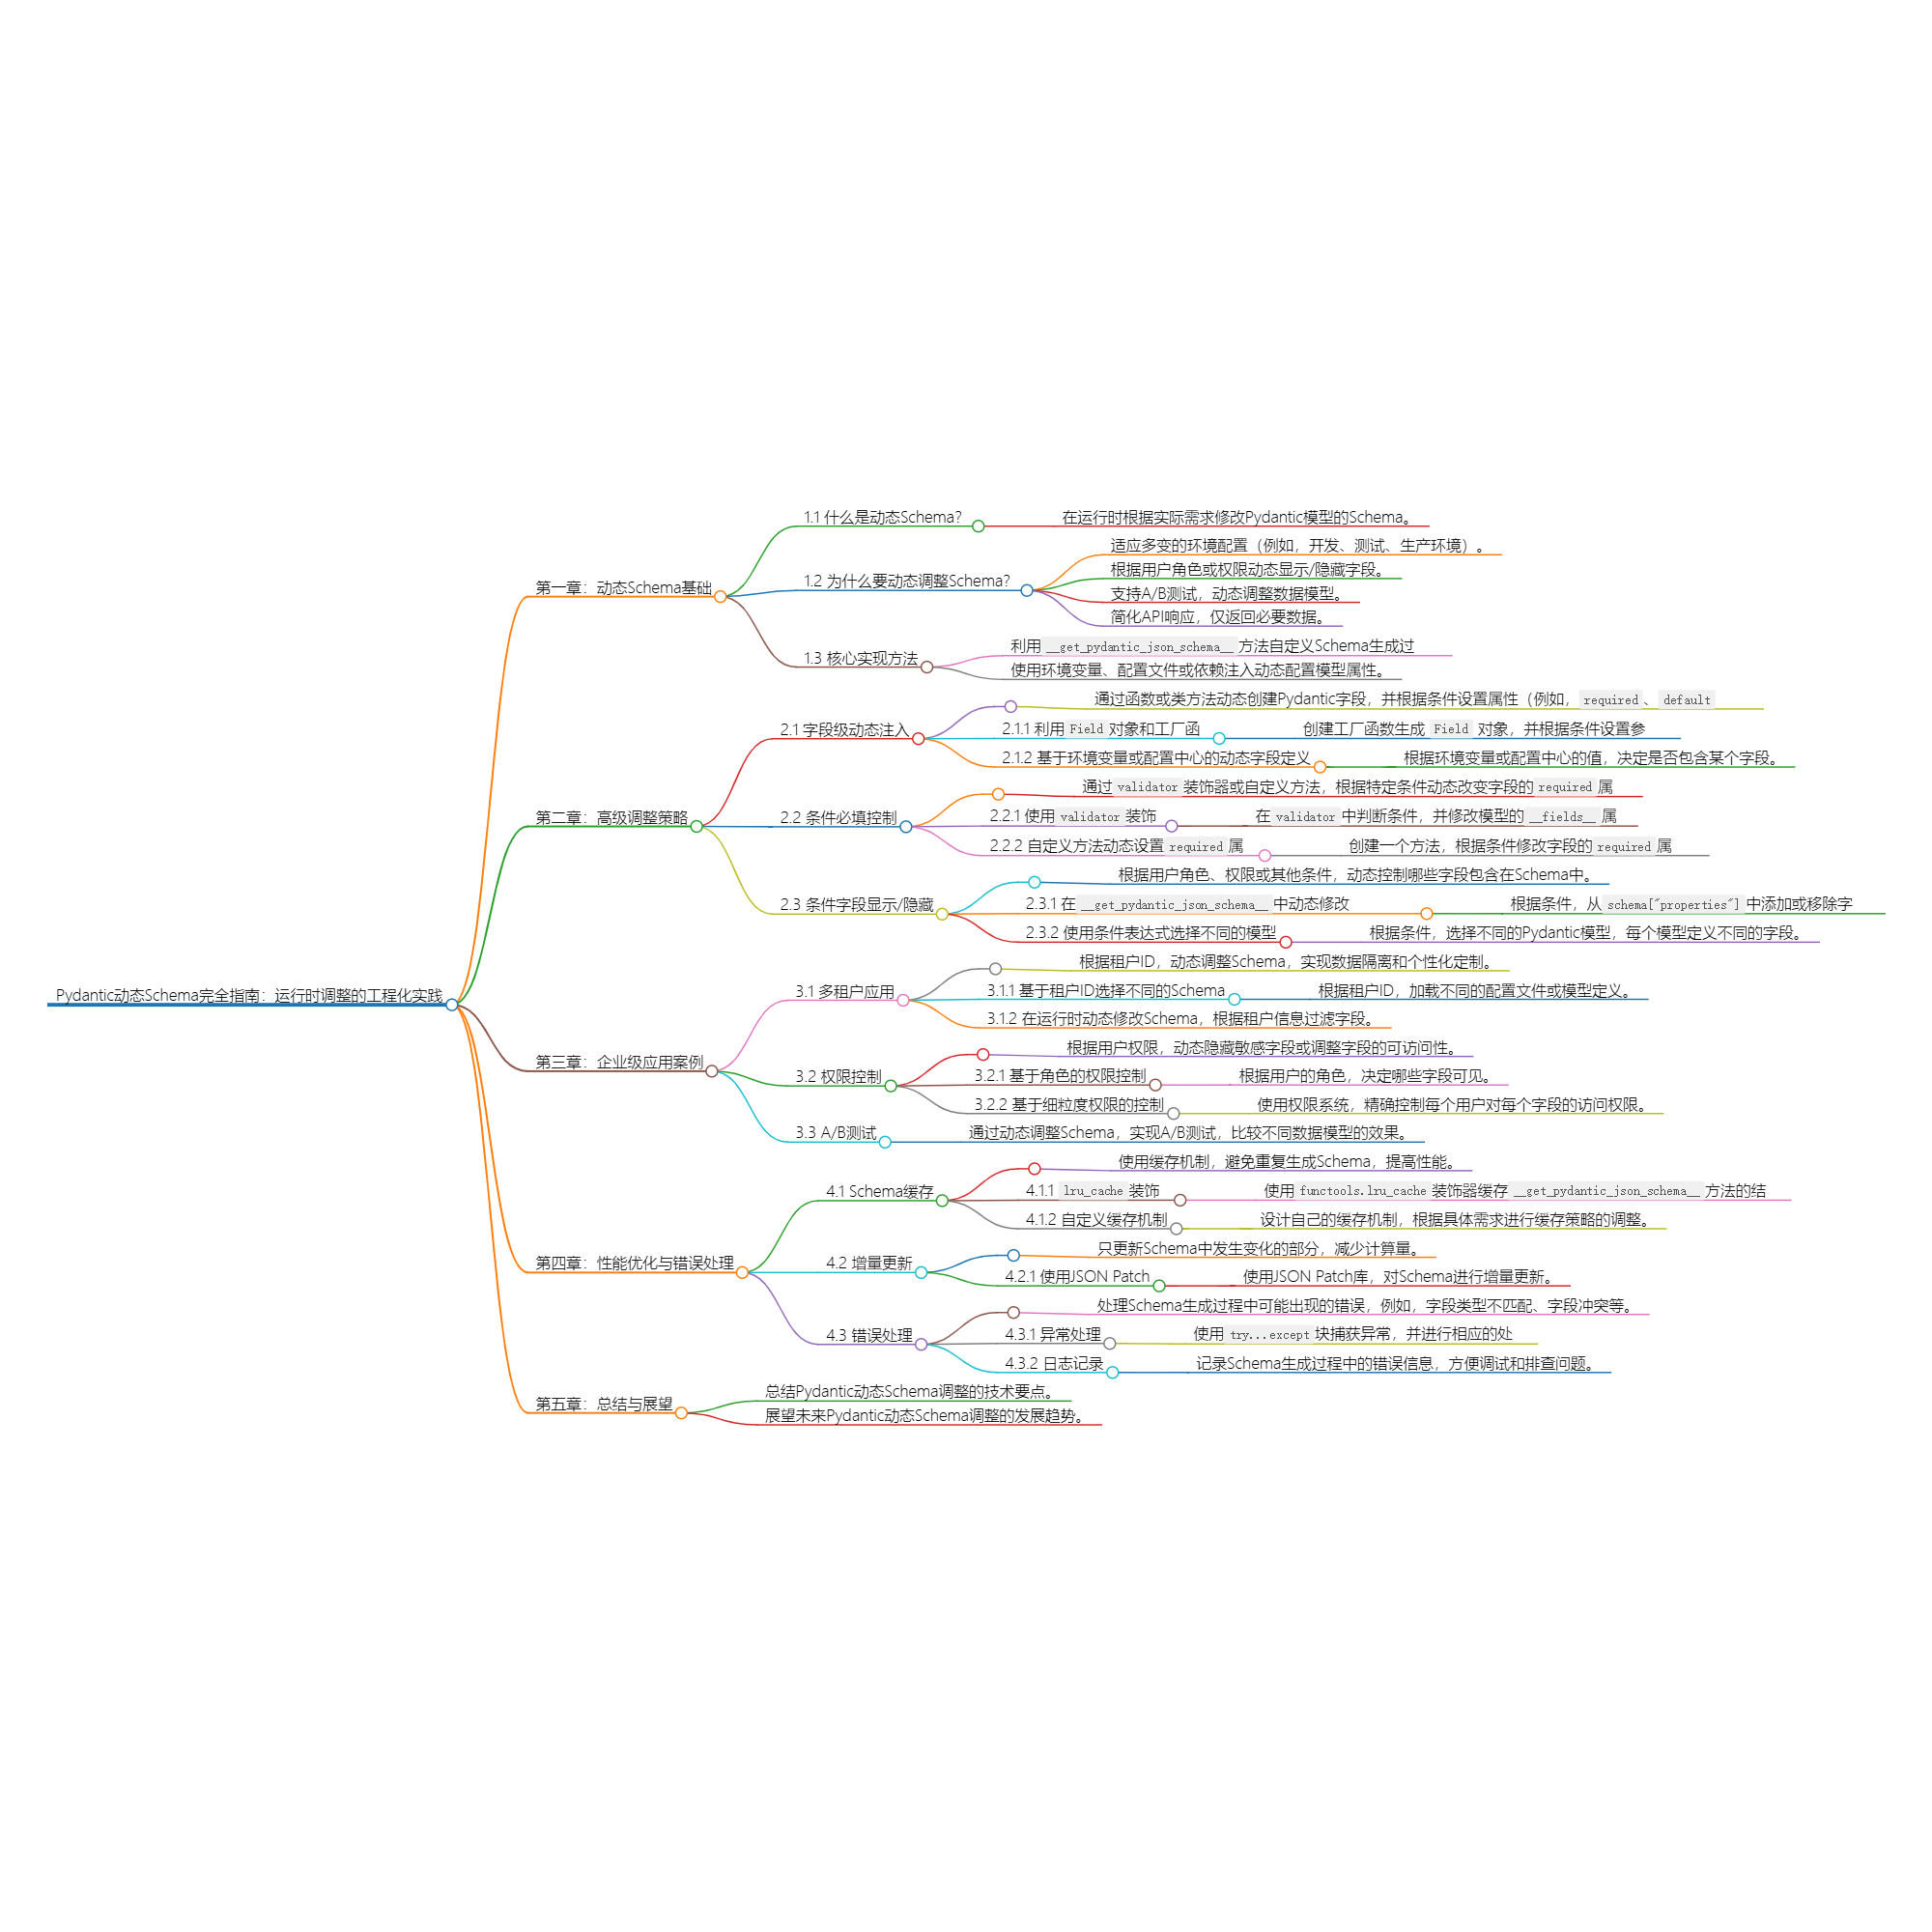 Pydantic动态Schema完全指南：运行时调整的工程化实践
第一章：动态Schema基础
1.1 什么是动态Schema？
在运行时根据实际需求修改Pydantic模型的Schema。
1.2 为什么要动态调整Schema？
适应多变的环境配置（例如，开发、测试、生产环境）。
根据用户角色或权限动态显示/隐藏字段。
支持A/B测试，动态调整数据模型。
简化API响应，仅返回必要数据。
1.3 核心实现方法
利用 __get_pydantic_json_schema__ 方法自定义Schema生成过
使用环境变量、配置文件或依赖注入动态配置模型属性。
第二章：高级调整策略
2.1 字段级动态注入
通过函数或类方法动态创建Pydantic字段，并根据条件设置属性（例如， required 、 default
2.1.1 利用 Field 对象和工厂函
创建工厂函数生成 Field 对象，并根据条件设置参
2.1.2 基于环境变量或配置中心的动态字段定义
根据环境变量或配置中心的值，决定是否包含某个字段。
2.2 条件必填控制
通过 validator 装饰器或自定义方法，根据特定条件动态改变字段的 required 属
2.2.1 使用 validator 装饰
在 validator 中判断条件，并修改模型的 __fields__ 属
2.2.2 自定义方法动态设置 required 属
创建一个方法，根据条件修改字段的 required 属
2.3 条件字段显示/隐藏
根据用户角色、权限或其他条件，动态控制哪些字段包含在Schema中。
2.3.1 在 __get_pydantic_json_schema__ 中动态修改
根据条件，从 schema["properties"] 中添加或移除字
2.3.2 使用条件表达式选择不同的模型
根据条件，选择不同的Pydantic模型，每个模型定义不同的字段。
第三章：企业级应用案例
3.1 多租户应用
根据租户ID，动态调整Schema，实现数据隔离和个性化定制。
3.1.1 基于租户ID选择不同的Schema
根据租户ID，加载不同的配置文件或模型定义。
3.1.2 在运行时动态修改Schema，根据租户信息过滤字段。
3.2 权限控制
根据用户权限，动态隐藏敏感字段或调整字段的可访问性。
3.2.1 基于角色的权限控制
根据用户的角色，决定哪些字段可见。
3.2.2 基于细粒度权限的控制
使用权限系统，精确控制每个用户对每个字段的访问权限。
3.3 A/B测试
通过动态调整Schema，实现A/B测试，比较不同数据模型的效果。
第四章：性能优化与错误处理
4.1 Schema缓存
使用缓存机制，避免重复生成Schema，提高性能。
4.1.1 lru_cache 装饰
使用 functools.lru_cache 装饰器缓存 __get_pydantic_json_schema__ 方法的结
4.1.2 自定义缓存机制
设计自己的缓存机制，根据具体需求进行缓存策略的调整。
4.2 增量更新
只更新Schema中发生变化的部分，减少计算量。
4.2.1 使用JSON Patch
使用JSON Patch库，对Schema进行增量更新。
4.3 错误处理
处理Schema生成过程中可能出现的错误，例如，字段类型不匹配、字段冲突等。
4.3.1 异常处理
使用 try...except 块捕获异常，并进行相应的处
4.3.2 日志记录
记录Schema生成过程中的错误信息，方便调试和排查问题。
第五章：总结与展望
总结Pydantic动态Schema调整的技术要点。
展望未来Pydantic动态Schema调整的发展趋势。